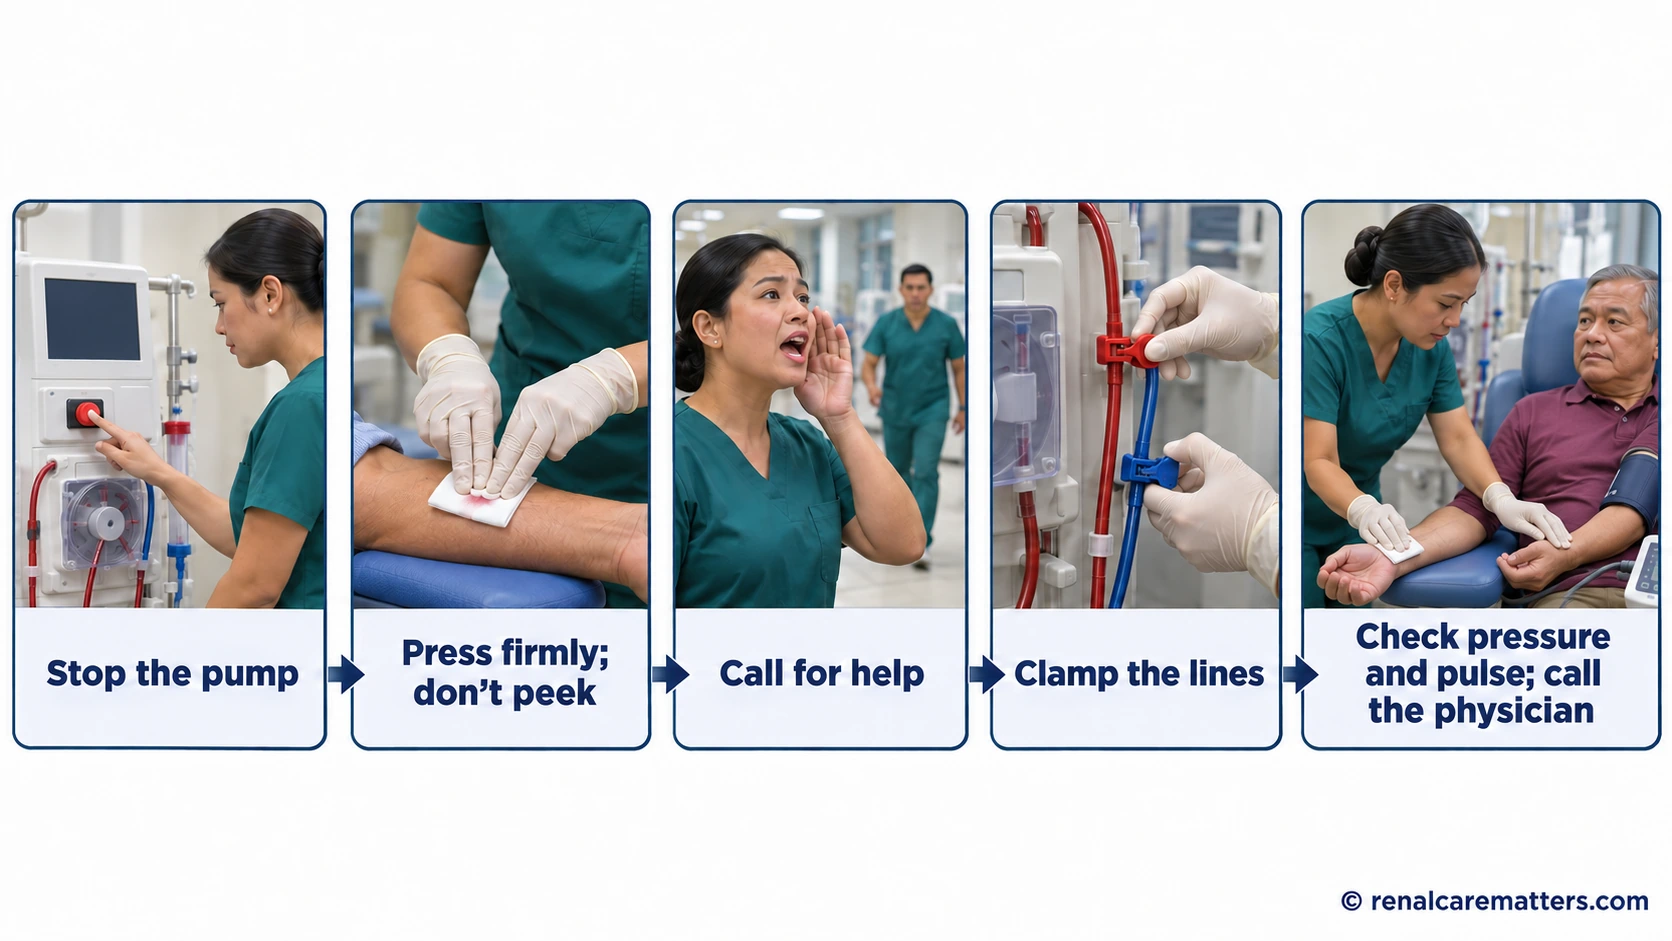 Stop the pump
Press firmly;
don't peek
Call for help
Clamp the lines
Check pressure
and pulse; call
the physician
© renalcarematters.com